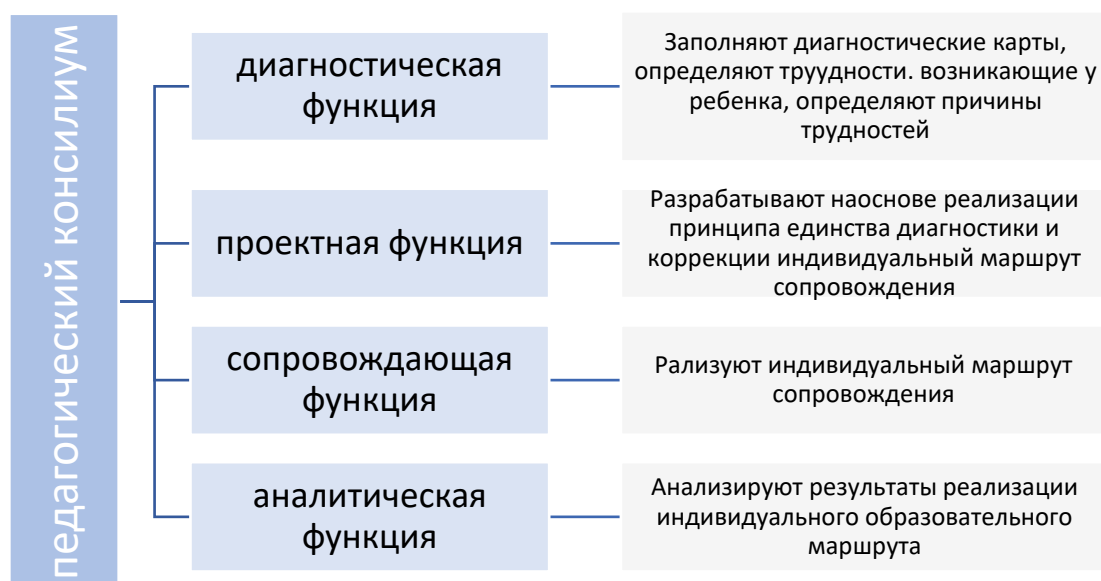 педагогический консилиум
диагностическая
функция
Заполняют диагностические карты,
определяют труудности. возникающие у
ребенка, определяют причины
трудностей
проектная функция
Разрабатывают наоснове реализации
принципа единства диагностики и
коррекции индивидуальный маршрут
сопровождения
сопровождающая
функция
Рализуют индивидуальный маршрут
сопровождения
аналитическая
функция
Анализируют результаты реализации
индивидуального образовательного
маршрута